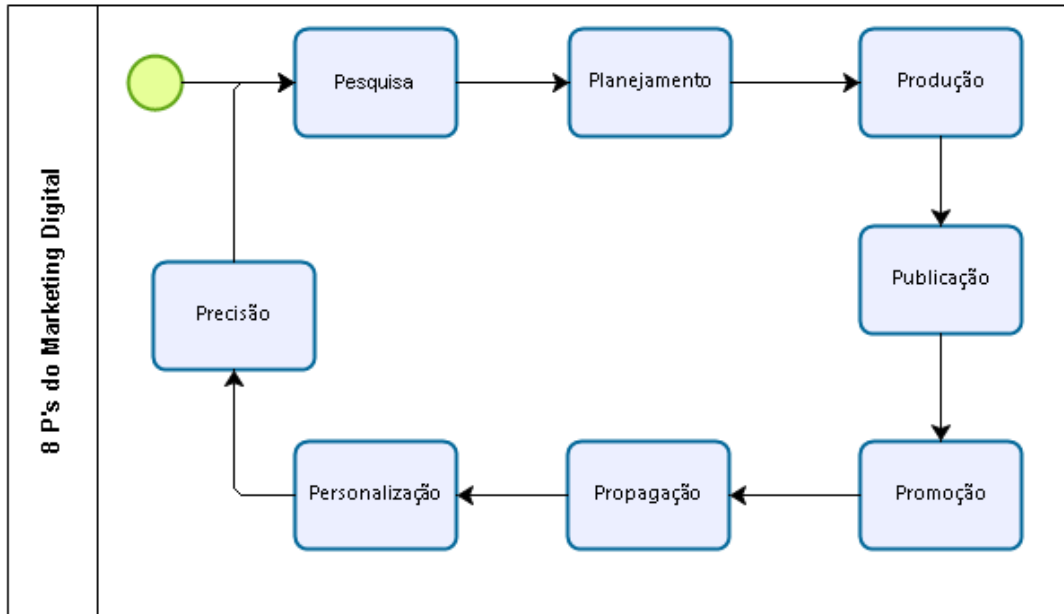 8 P's do Marketing Digital
Pesquisa
Planejamento
Produção
Publicação
Promoção
Propagação
Personalização
Precisão